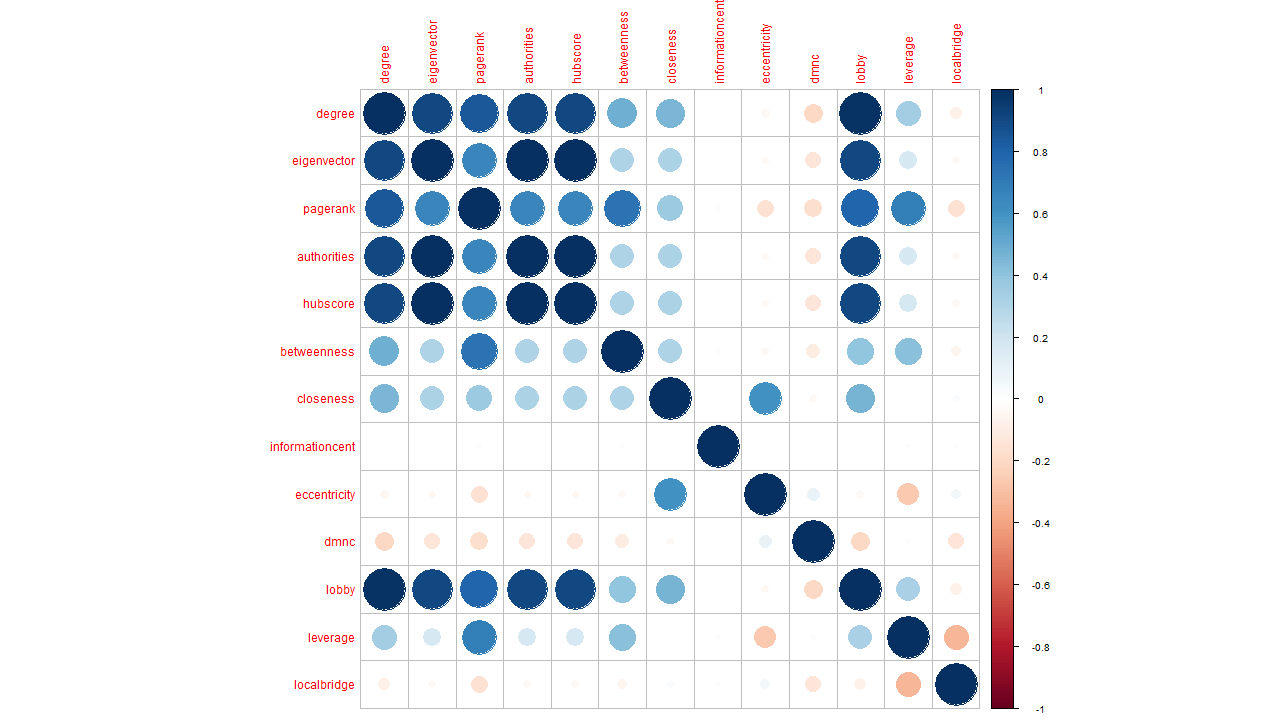 degree
eigenvector
pagerank
authorities
hubscore
betweenness
closeness
informationcent
eccentricity
dmnc
lobby
leverage
localbridge
degree
eigenvector
pagerank
authorities
hubscore
betweenness
closeness
informationcent
eccentricity
dmnc
lobby
leverage
localbridge
1
0.8
0.6
0.4
0.2
0
-0.2
-0.4
-0.6
-0.8
-1